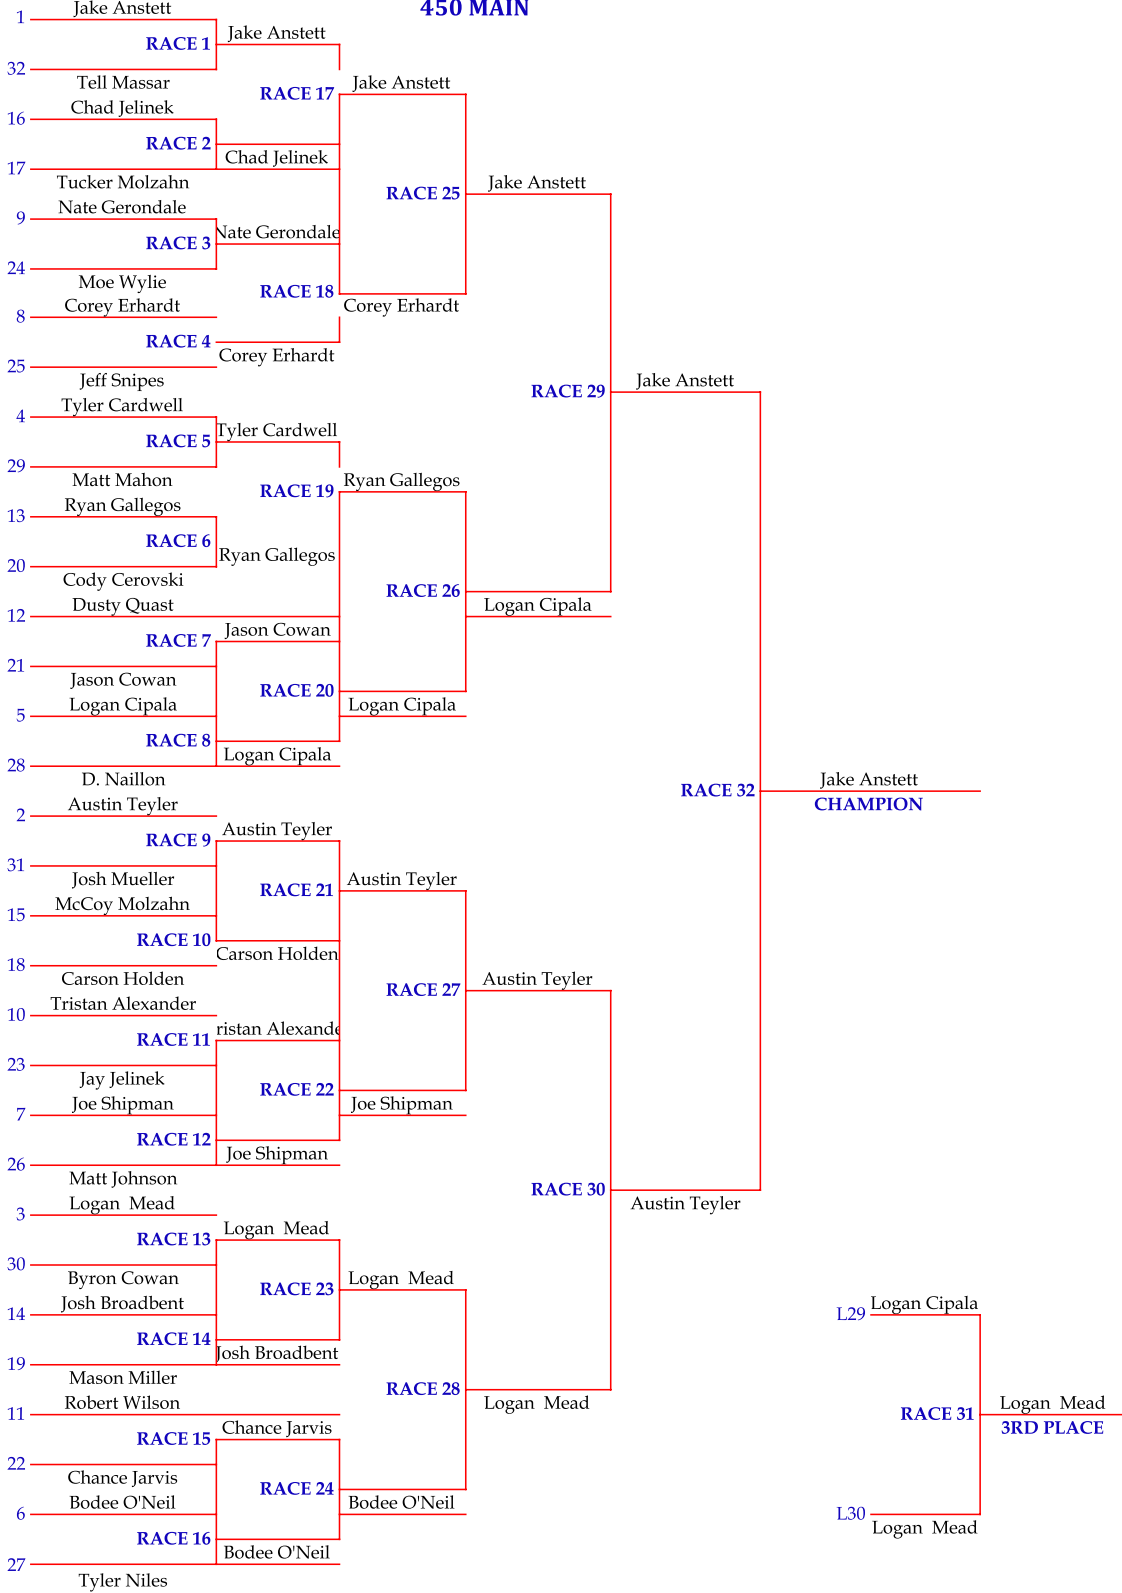 450 MAIN
1 Jake Anstett
RACE 1 Jake Anstett
32
Tell Massar
RACE 17 Jake Anstett
Chad Jelinek
16
RACE 2
Chad Jelinek
17
Tucker Molzahn
RACE 25 Jake Anstett
Nate Gerondale
9
RACE 3 Nate Gerondale
24
Moe Wylie
RACE 18
Corey Erhardt
Corey Erhardt
8
RACE 4
Corey Erhardt
25
Jeff Snipes
RACE 29 Jake Anstett
Tyler Cardwell
4
RACE 5 Tyler Cardwell
29
Matt Mahon
RACE 19 Ryan Gallegos
Ryan Gallegos
13
RACE 6
Ryan Gallegos
20
Cody Cerovski
RACE 26
Logan Cipala
Dusty Quast
12
RACE 7 Jason Cowan
21
Jason Cowan
RACE 20
Logan Cipala
Logan Cipala
5
RACE 8
Logan Cipala
28
D. Naillon
RACE 32 Jake Anstett
CHAMPION
Austin Teyler
2
RACE 9 Austin Teyler
31
Josh Mueller
RACE 21 Austin Teyler
McCoy Molzahn
15
RACE 10
Carson Holden
18
Carson Holden
RACE 27 Austin Teyler
Tristan Alexander
10
RACE 11 ristan Alexande
23
Jay Jelinek
RACE 22
Joe Shipman
Joe Shipman
7
RACE 12
Joe Shipman
26
Matt Johnson
RACE 30
Austin Teyler
Logan Mead
3
RACE 13 Logan Mead
30
Byron Cowan
RACE 23 Logan Mead
Josh Broadbent
14
RACE 14
Josh Broadbent
19
Mason Miller
RACE 28
Logan Mead
Robert Wilson
11
RACE 15 Chance Jarvis
22
Chance Jarvis
RACE 24
Bodee O'Neil
Bodee O'Neil
6
RACE 16
Bodee O'Neil
27
Tyler Niles
L29 Logan Cipala
RACE 31 Logan Mead
3RD PLACE
L30
Logan Mead